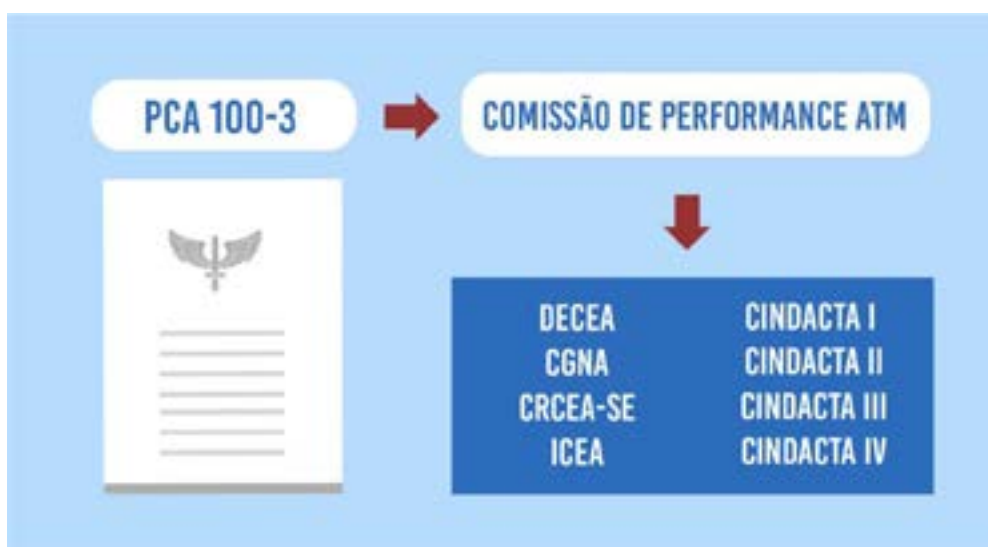 PCA 100-3
COMISSÃO DE PERFORMANCE ATM
DECEA
CGNA
CRCEA-SE
ICEA
CINDACTA I
CINDACTA II
CINDACTA III
CINDACTA IV